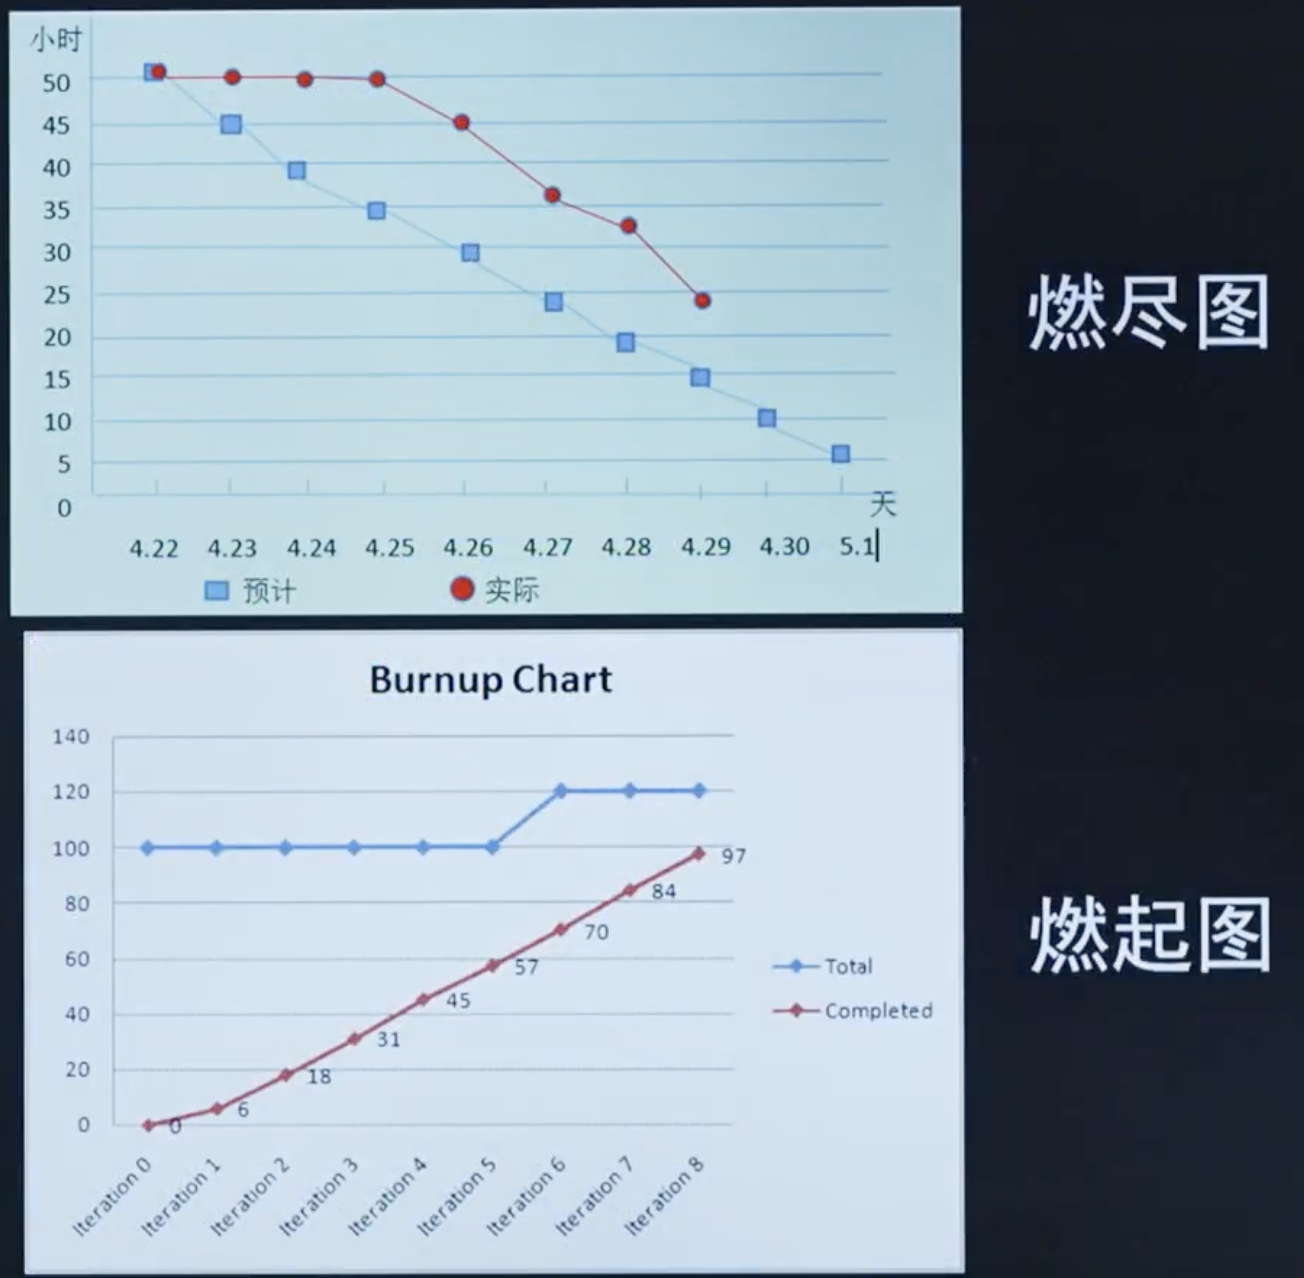 小时
50
45
40
35
30
25
20
15
10
5
0
天
4.22 4.23 4.24 4.25 4.26 4.27 4.28 4.29 4.30 5.1
预计 实际
燃尽图
Burnup Chart
140
120
100
80
60
40
20
0
0
6
18
31
45
57
70
84
97
Total
Completed
Iteration 0
Iteration 1
Iteration 2
Iteration 3
Iteration 4
Iteration 5
Iteration 6
Iteration 7
Iteration 8
燃起图